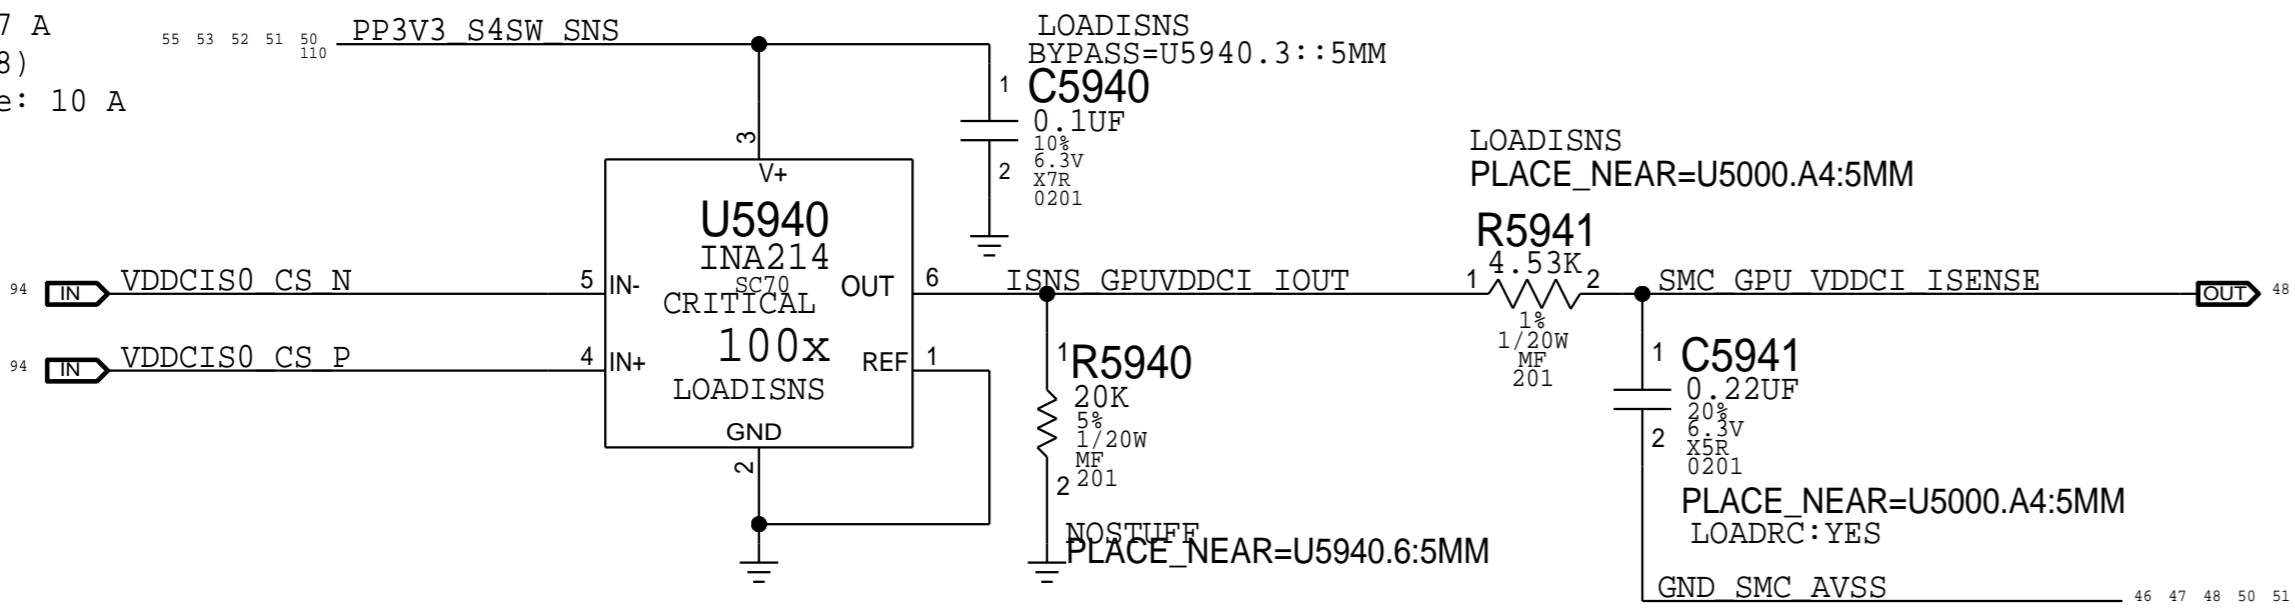 7 A
8)
e: 10 A
55 53 52 51 50
110
PP3V3_S4SW_SNS
LOADISNS
BYPASS=U5940.3::5MM
1
C5940
0.1UF
10%
6.3V
2
X7R
0201
3
V+
U5940
INA214
SC70
CRITICAL
100x
LOADISNS
GND
2
94 IN VDDCIS0_CS_N 5 IN-
94 IN VDDCIS0_CS_P 4 IN+
OUT 6 ISNS_GPUVDDCI_IOUT
REF 1
1
R5940
20K
5%
1/20W
MF
201
2
NOSTUFF
PLACE_NEAR=U5940.6:5MM
LOADISNS
PLACE_NEAR=U5000.A4:5MM
R5941
4.53K
1 2
1%
1/20W
MF
201
SMC_GPU_VDDCI_ISENSE OUT 48
1
C5941
0.22UF
20%
6.3V
2
X5R
0201
PLACE_NEAR=U5000.A4:5MM
LOADRC:YES
GND_SMC_AVSS 46 47 48 50 51